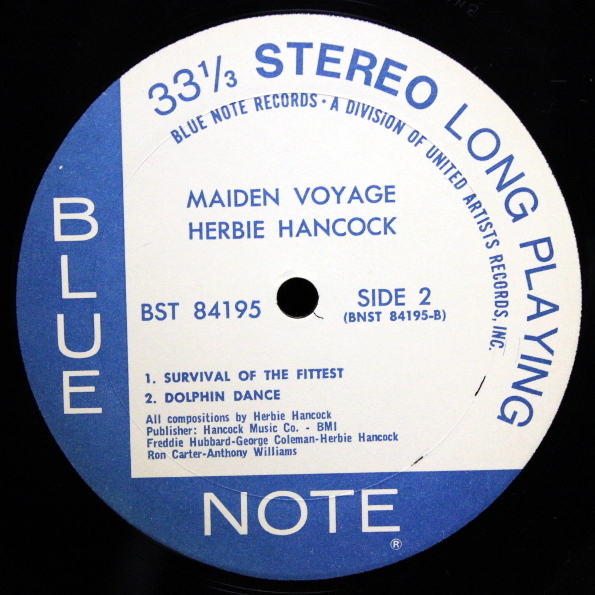 33⅓ STEREO LONG PLAYING
BLUE NOTE RECORDS • A DIVISION OF UNITED ARTISTS RECORDS, INC.
MAIDEN VOYAGE
HERBIE HANCOCK
BST 84195
SIDE 2
(BNST 84195-B)
1. SURVIVAL OF THE FITTEST
2. DOLPHIN DANCE
All compositions by Herbie Hancock
Publisher: Hancock Music Co. - BMI
Freddie Hubbard-George Coleman-Herbie Hancock
Ron Carter-Anthony Williams
BLUE
NOTE®